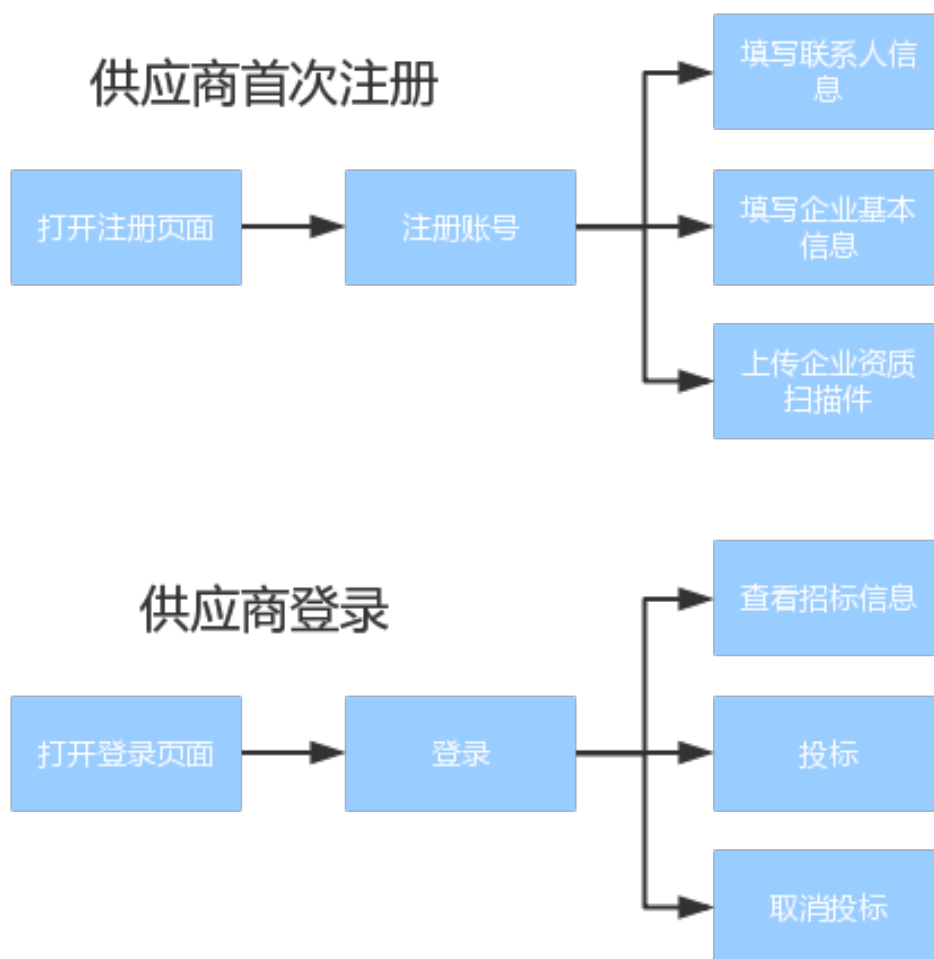 供应商首次注册
填写联系人信
息
打开注册页面
注册账号
填写企业基本
信息
上传企业资质
扫描件
供应商登录
查看招标信息
打开登录页面
登录
投标
取消投标